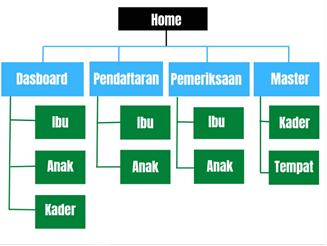 Home
Dasboard
Pendaftaran
Pemeriksaan
Master
Ibu
Ibu
Ibu
Kader
Anak
Anak
Anak
Tempat
Kader